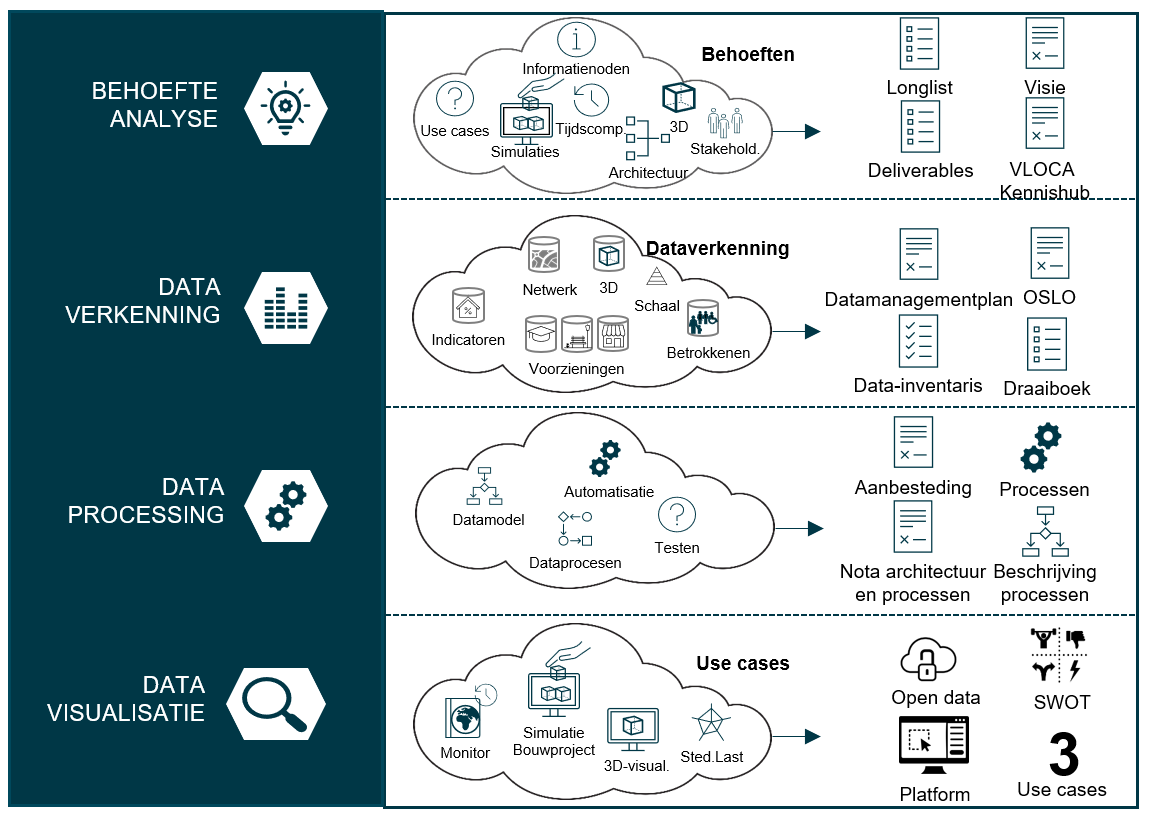 BEHOEFTE
ANALYSE
Behoeften
Informatienoden
Use cases
Simulaties
Tijdscomp.
3D
Architectuur
Stakehold.
Longlist
Visie
Deliverables
VLOCA
Kennishub
DATA
VERKENNING
Dataverkenning
Netwerk
3D
Schaal
Indicatoren
Voorzieningen
Betrokkenen
Datamanagementplan
OSLO
Data-inventaris
Draaiboek
DATA
PROCESSING
Automatisatie
Datamodel
Dataprocesen
Testen
Aanbesteding
Processen
Nota architectuur
en processen
Beschrijving
processen
DATA
VISUALISATIE
Use cases
Monitor
Simulatie
Bouwproject
3D-visual.
Sted.Last
Open data
SWOT
Platform
3
Use cases